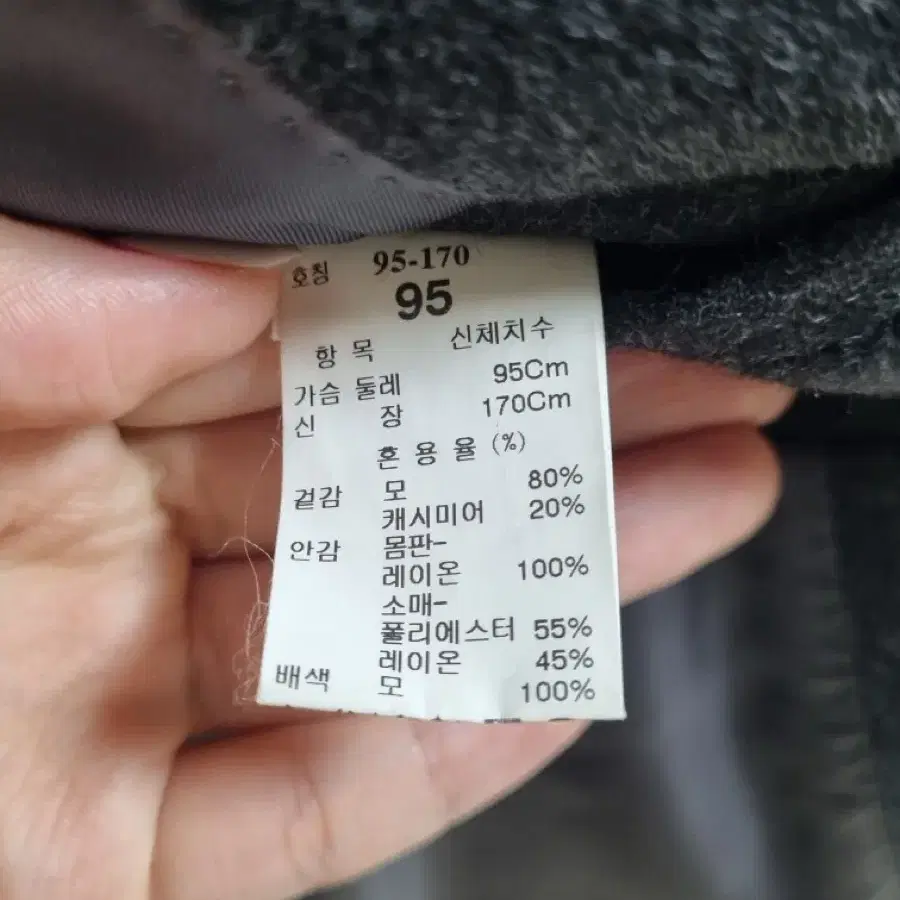 호칭 95-170
95
항 목 신체치수
가슴 둘레 95Cm
신 장 170Cm
혼 용 율 (%)
겉감 모 80%
캐시미어 20%
안감 몸판-
레이온 100%
소매-
폴리에스터 55%
레이온 45%
배색 모 100%